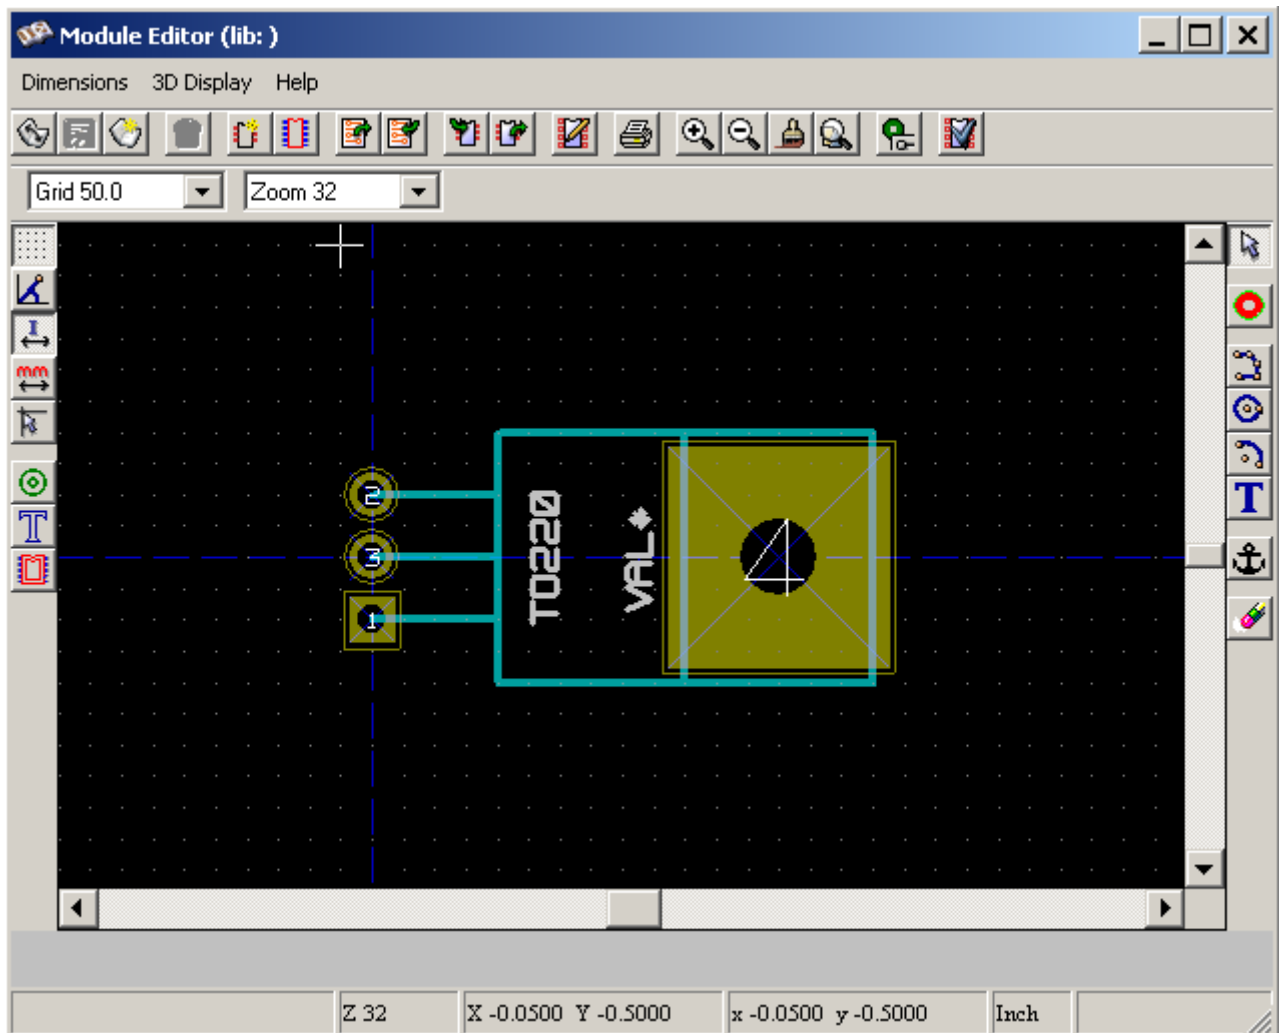 Module Editor (lib: )
Dimensions 3D Display Help
Grid 50.0 Zoom 32
I
mm
T
T
2
3
1
TO220
VAL*
4
Z 32 X -0.0500 Y -0.5000 x -0.0500 y -0.5000 Inch